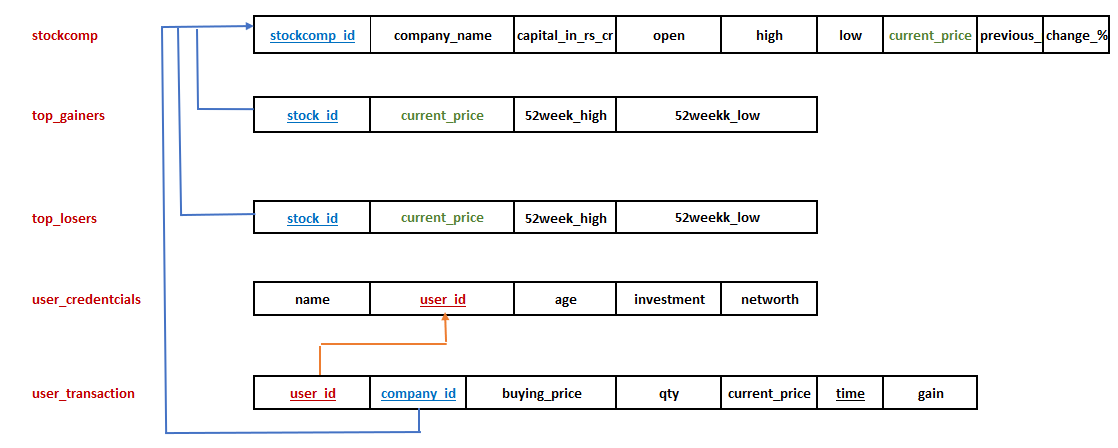 stockcomp stockcomp_id company_name capital_in_rs_cr open high low current_price previous_ change_%
top_gainers stock_id current_price 52week_high 52weekk_low
top_losers stock_id current_price 52week_high 52weekk_low
user_credentcials name user_id age investment networth
user_transaction user_id company_id buying_price qty current_price time gain